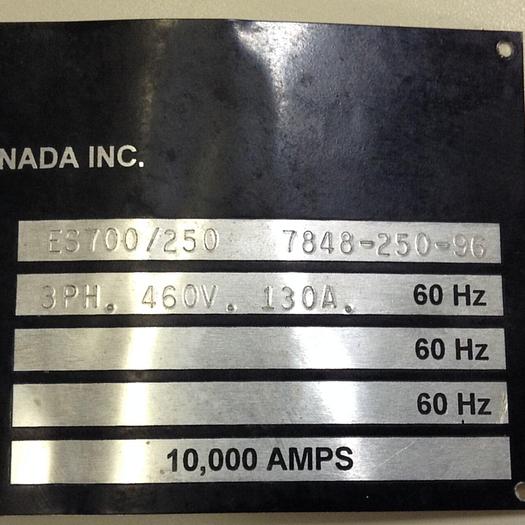 NADA INC.
ES700/250 7848-250-96
3PH. 460V. 130A. 60 Hz
60 Hz
60 Hz
10,000 AMPS